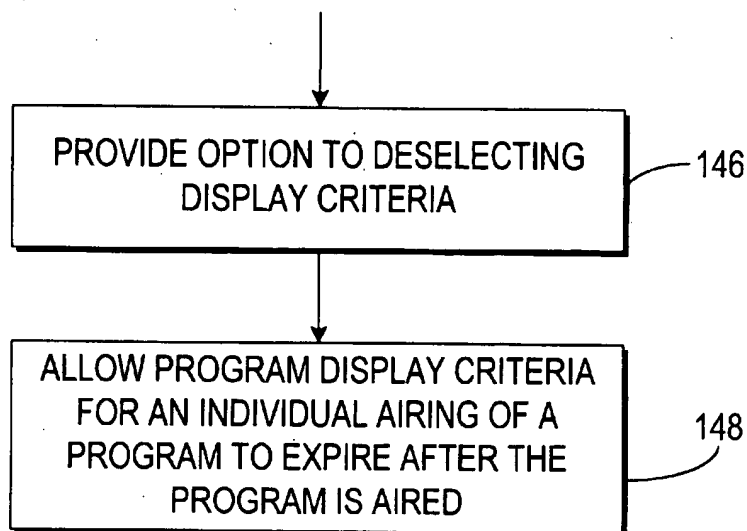 PROVIDE OPTION TO DESELECTING
DISPLAY CRITERIA
146
ALLOW PROGRAM DISPLAY CRITERIA
FOR AN INDIVIDUAL AIRING OF A
PROGRAM TO EXPIRE AFTER THE
PROGRAM IS AIRED
148